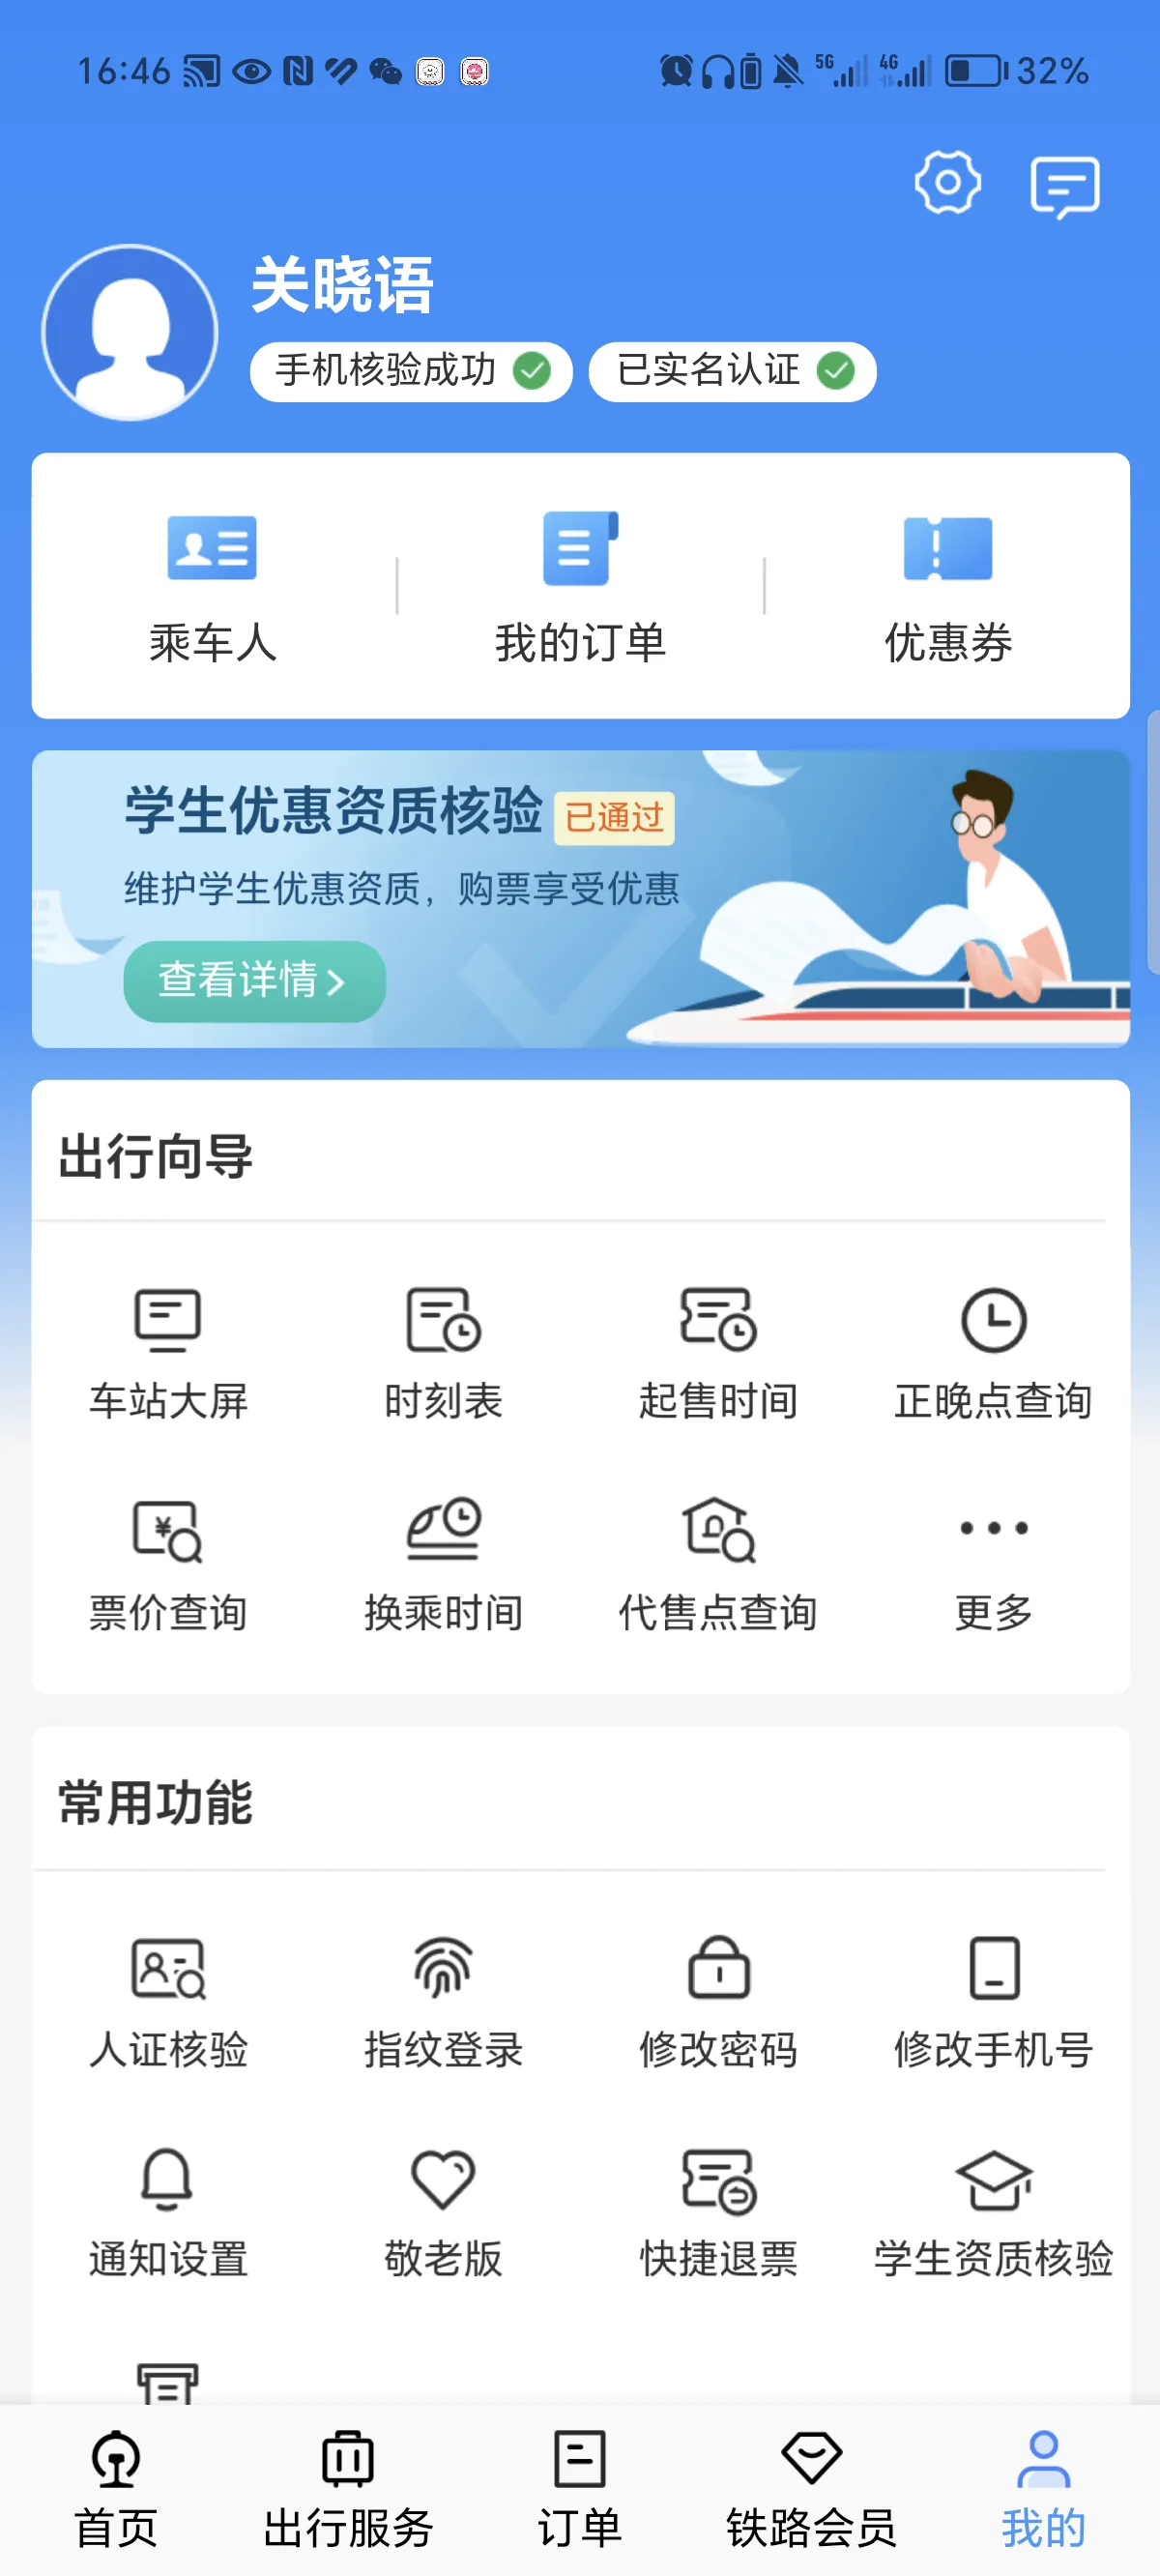 16:46 5G 4G 32%
关晓语
手机核验成功 已实名认证
乘车人 我的订单 优惠券
学生优惠资质核验 已通过
维护学生优惠资质，购票享受优惠
查看详情>
出行向导
车站大屏 时刻表 起售时间 正晚点查询
票价查询 换乘时间 代售点查询 更多
常用功能
人证核验 指纹登录 修改密码 修改手机号
通知设置 敬老版 快捷退票 学生资质核验
首页 出行服务 订单 铁路会员 我的